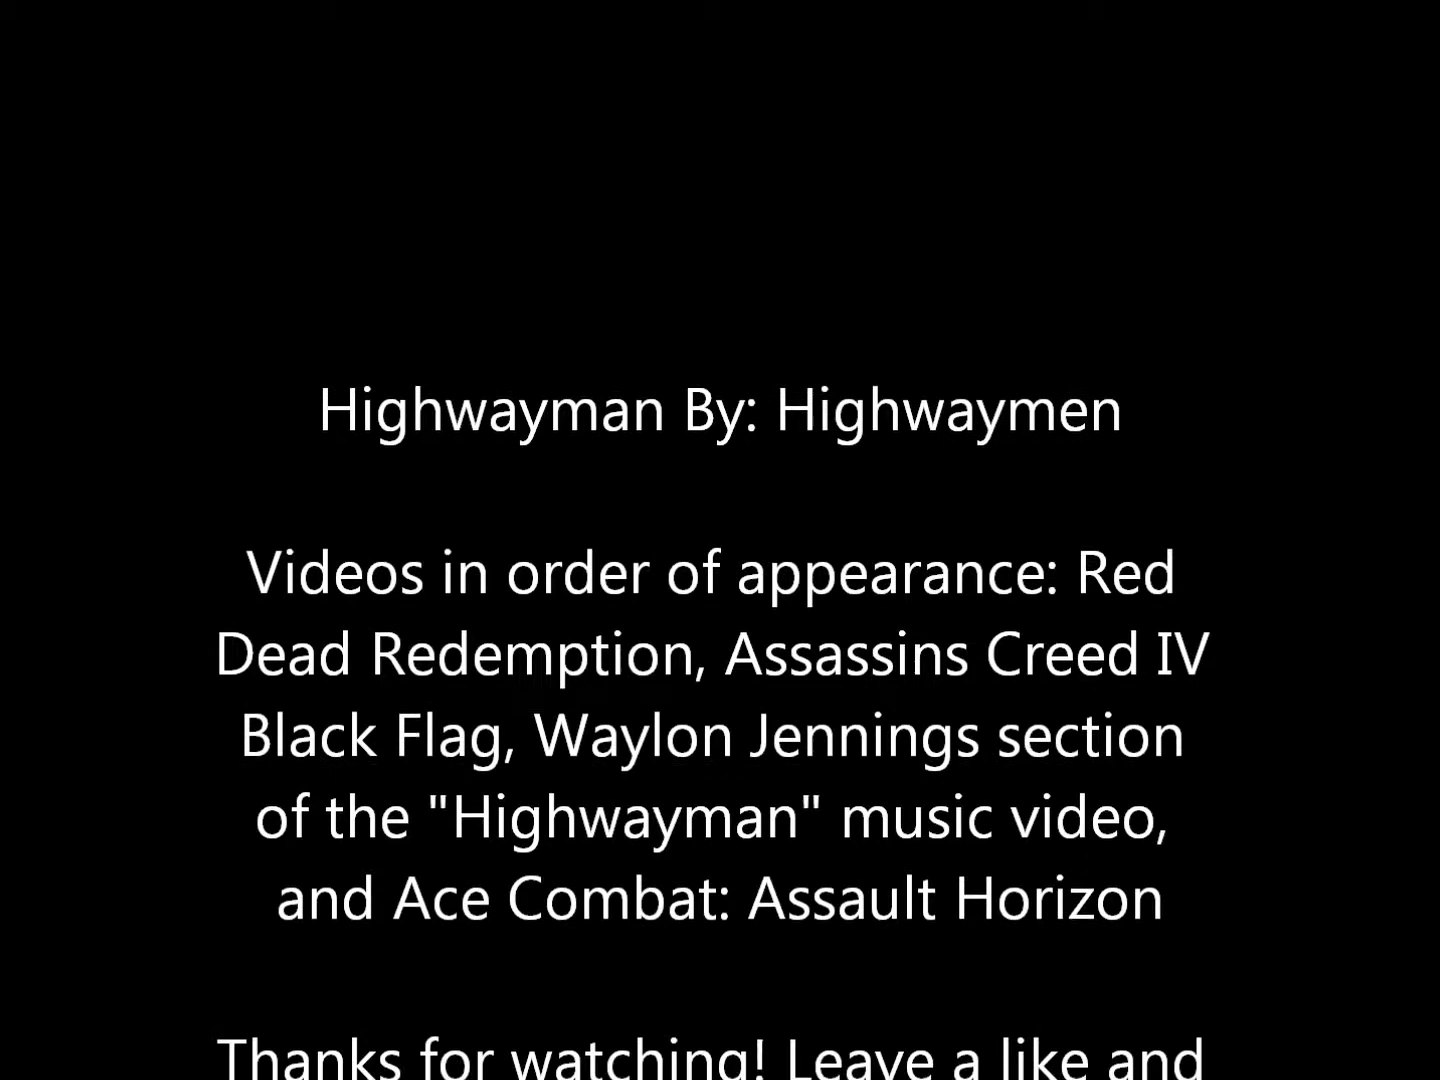 Highwayman By: Highwaymen
Videos in order of appearance: Red
Dead Redemption, Assassins Creed IV
Black Flag, Waylon Jennings section
of the "Highwayman" music video,
and Ace Combat: Assault Horizon
Thanks for watching! Leave a like and